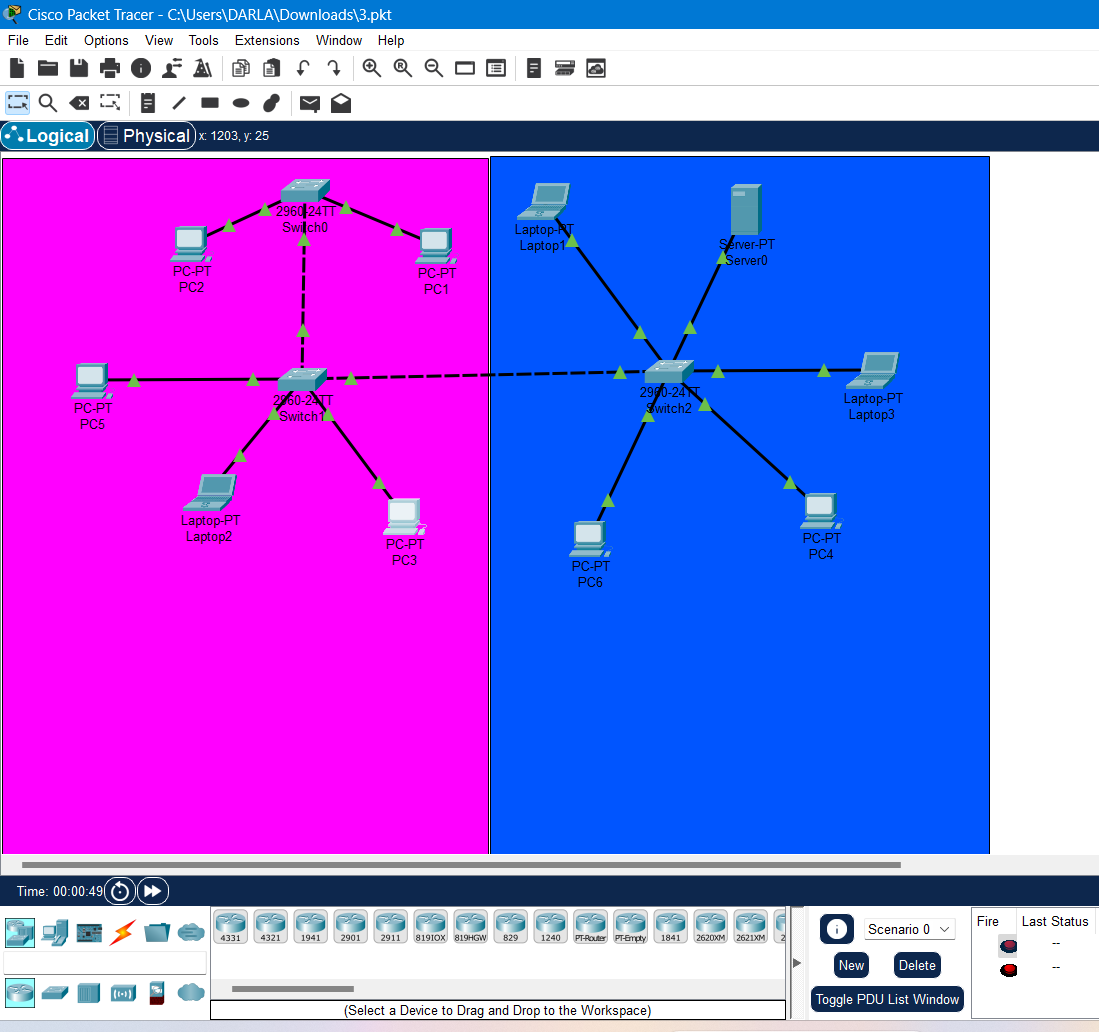 Cisco Packet Tracer - C:\Users\DARLA\Downloads\3.pkt
File Edit Options View Tools Extensions Window Help
Logical Physical x: 1203, y: 25
2960-24TT
Switch0
PC-PT
PC2
PC-PT
PC1
Laptop-PT
Laptop1
Server-PT
Server0
PC-PT
PC5
2960-24TT
Switch1
2960-24TT
Switch2
Laptop-PT
Laptop3
Laptop-PT
Laptop2
PC-PT
PC3
PC-PT
PC6
PC-PT
PC4
Time: 00:00:49
4331 4321 1941 2901 2911 819IOX 819HGW 829 1240 PT-Router PT-Empty 1841 2620XM 2621XM 2
(Select a Device to Drag and Drop to the Workspace)
Scenario 0
New Delete
Toggle PDU List Window
Fire Last Status
--
--